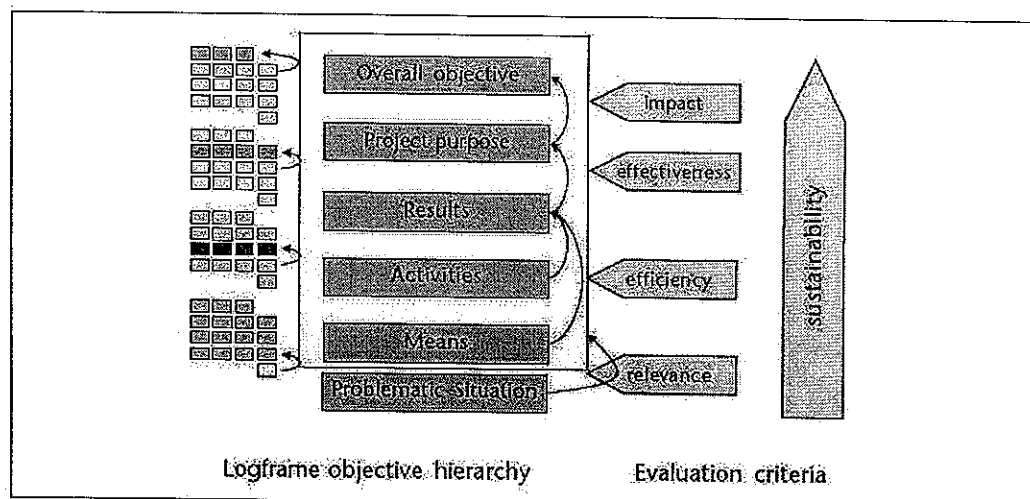 Overall objective
Project purpose
Results
Activities
Means
Problematic situation
impact
effectiveness
efficiency
relevance
sustainability
Logframe objective hierarchy
Evaluation criteria